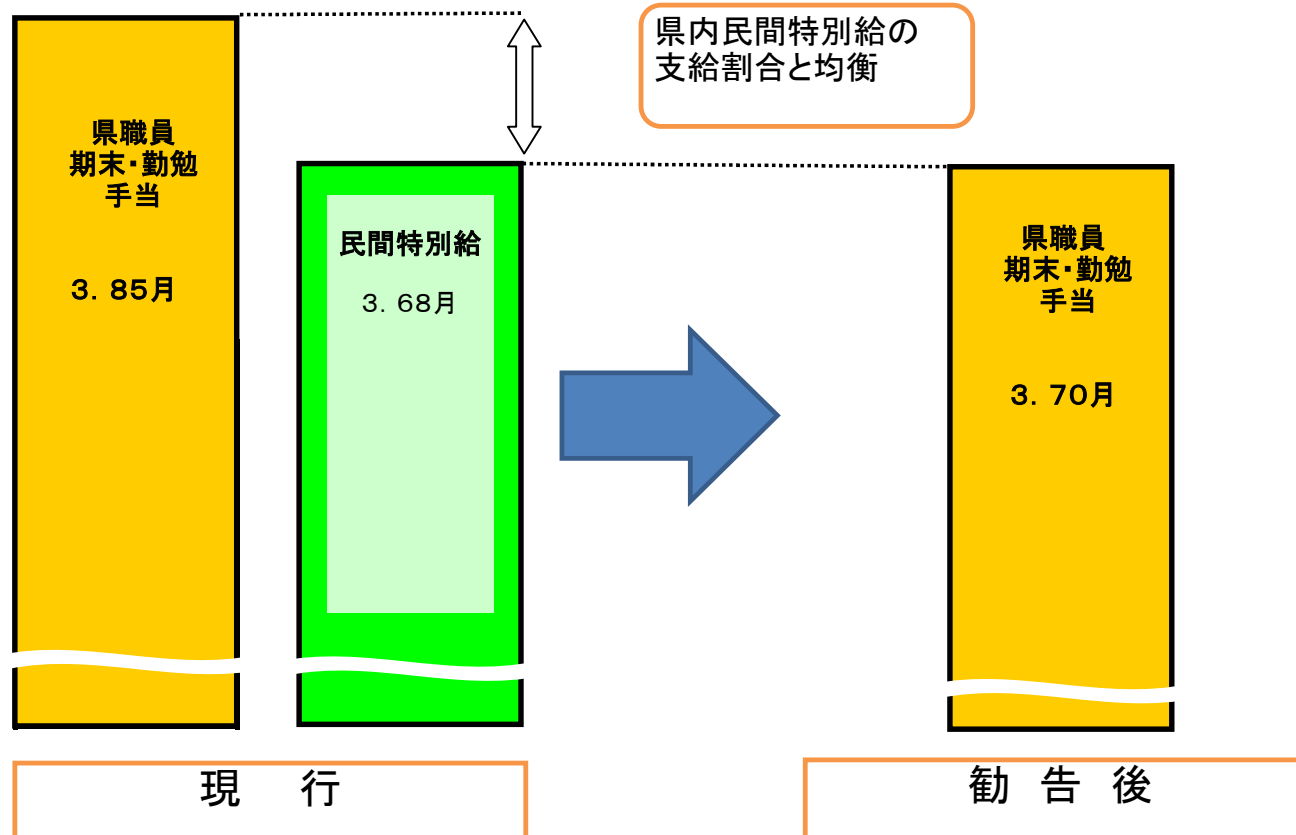 県内民間特別給の
支給割合と均衡
県職員
期末・勤勉
手当
3．85月
民間特別給
3．68月
県職員
期末・勤勉
手当
3．70月
現　行
勧 告 後